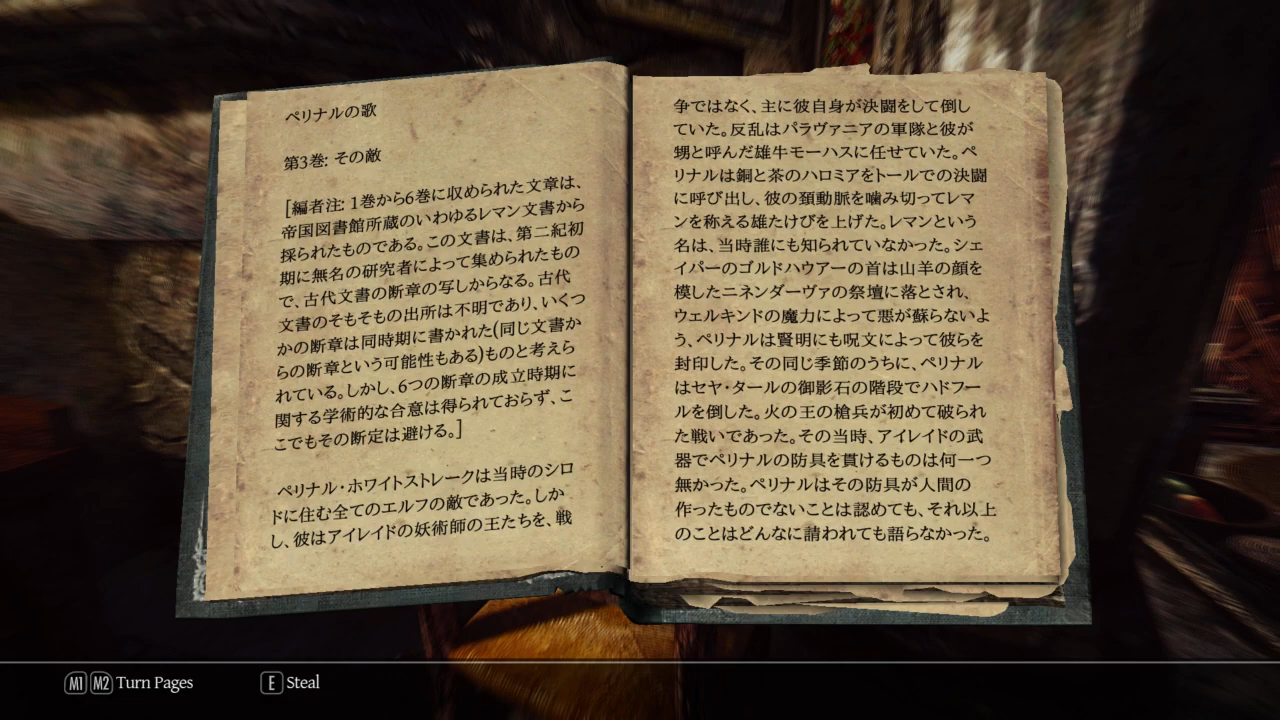 ペリナルの歌
第3巻: その敵
[編者注: 1巻から6巻に収められた文章は、
帝国図書館所蔵のいわゆるレマン文書から
採られたものである。この文書は、第二紀初
期に無名の研究者によって集められたもの
で、古代文書の断章の写しからなる。古代
文書のそもそもの出所は不明であり、いくつ
かの断章は同時期に書かれた(同じ文書か
らの断章という可能性もある)ものと考えら
れている。しかし、6つの断章の成立時期に
関する学術的な合意は得られておらず、こ
こでもその断定は避ける。]
ペリナル・ホワイトストレークは当時のシロ
ドに住む全てのエルフの敵であった。しか
し、彼はアイレイドの妖術師の王たちを、戦
争ではなく、主に彼自身が決闘をして倒し
ていた。反乱はパラヴァニアの軍隊と彼が
甥と呼んだ雄牛モーハスに任せていた。ペ
リナルは銅と茶のハロミアをトールでの決闘
に呼び出し、彼の頚動脈を噛み切ってレマ
ンを称える雄たけびを上げた。レマンという
名は、当時誰にも知られていなかった。シェ
イパーのゴルドハウアーの首は山羊の顔を
模したニネンダーヴァの祭壇に落とされ、
ウェルキンドの魔力によって悪が蘇らないよ
う、ペリナルは賢明にも呪文によって彼らを
封印した。その同じ季節のうちに、ペリナル
はセヤ・タールの御影石の階段でハドフー
ルを倒した。火の王の槍兵が初めて破られ
た戦いであった。その当時、アイレイドの武
器でペリナルの防具を貫けるものは何一つ
無かった。ペリナルはその防具が人間の
作ったものでないことは認めても、それ以上
のことはどんなに請われても語らなかった。
M1 M2 Turn Pages
E Steal